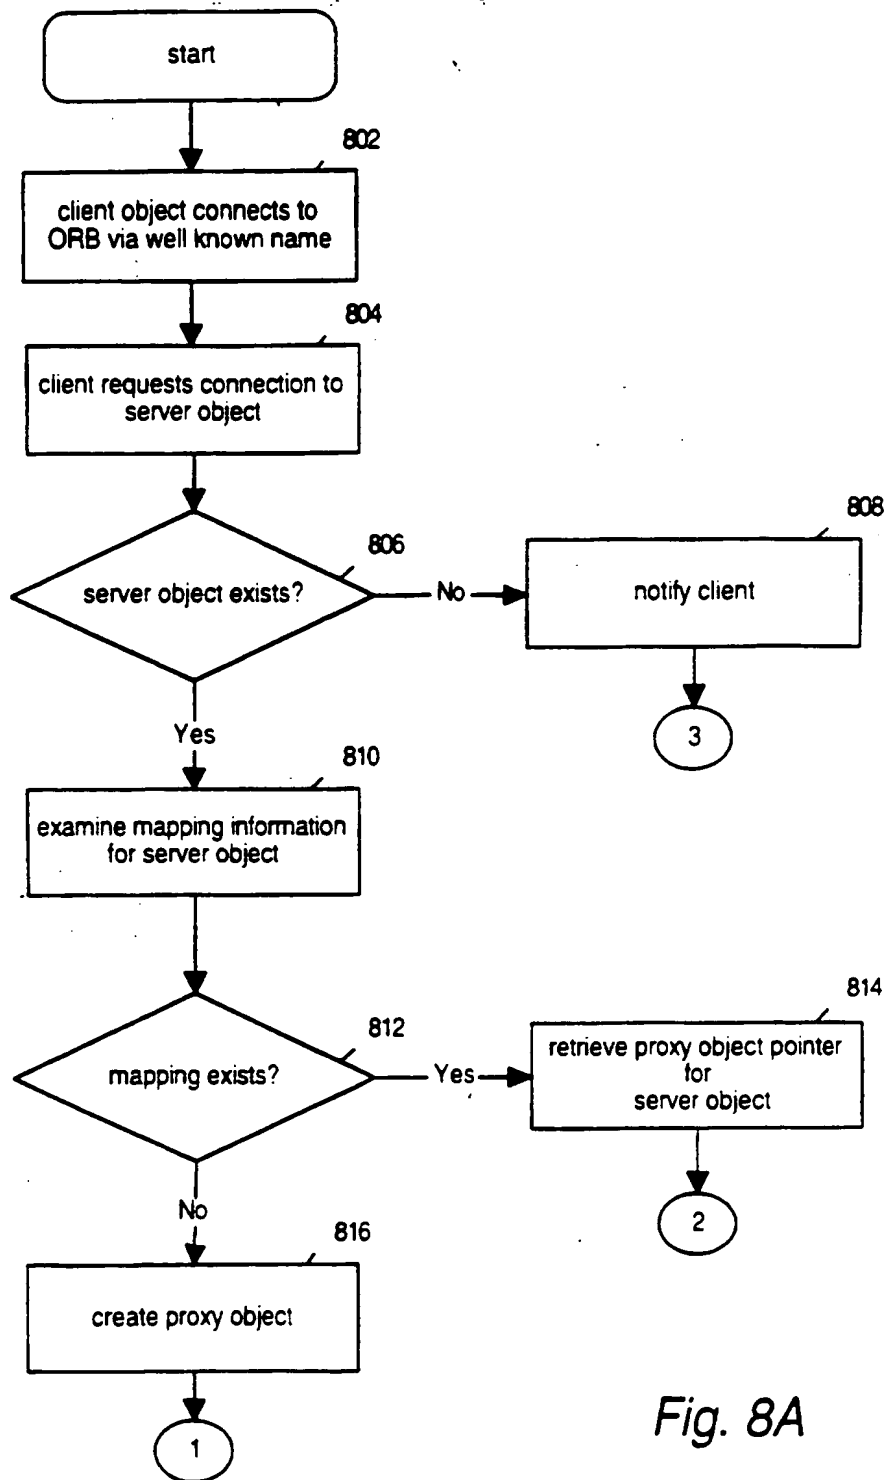 start
802
client object connects to
ORB via well known name
804
client requests connection to
server object
806
server object exists?
No
808
notify client
3
Yes
810
examine mapping information
for server object
812
mapping exists?
Yes
814
retrieve proxy object pointer
for
server object
2
No
816
create proxy object
1
Fig. 8A